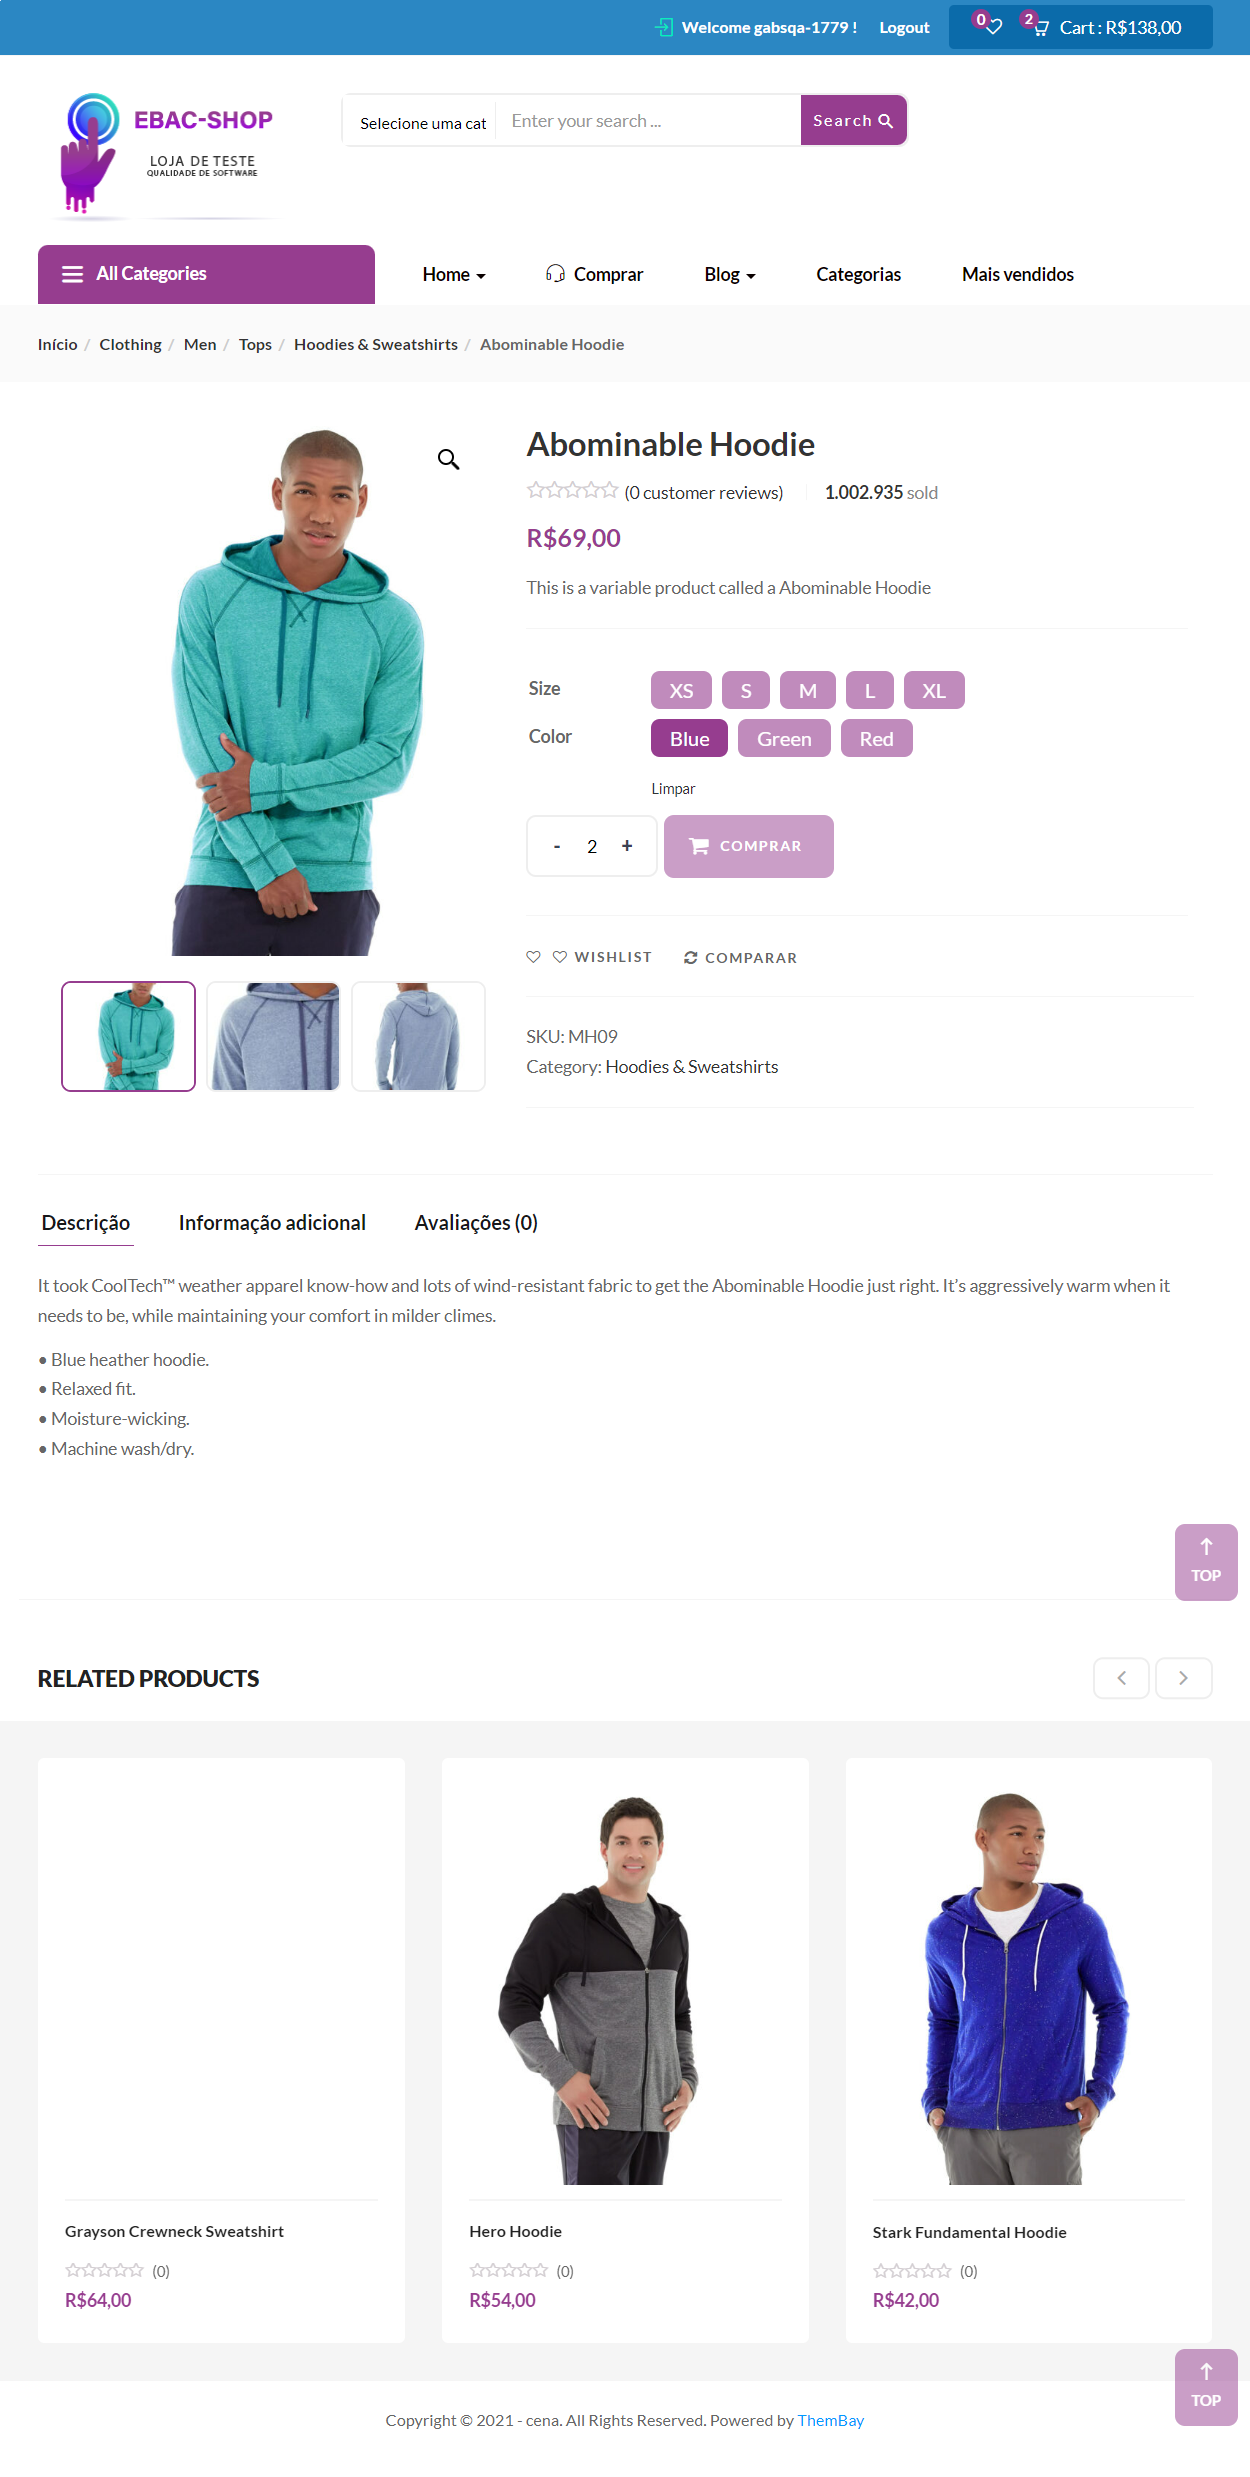 Welcome gabsqa-1779 ! Logout 0 2 Cart : R$138,00
EBAC-SHOP
LOJA DE TESTE
QUALIDADE DE SOFTWARE
Selecione uma cat Enter your search ... Search
All Categories Home Comprar Blog Categorias Mais vendidos
Início / Clothing / Men / Tops / Hoodies & Sweatshirts / Abominable Hoodie
Abominable Hoodie
(0 customer reviews) 1.002.935 sold
R$69,00
This is a variable product called a Abominable Hoodie
Size XS S M L XL
Color Blue Green Red
Limpar
- 2 + COMPRAR
WISHLIST COMPARAR
SKU: MH09
Category: Hoodies & Sweatshirts
Descrição Informação adicional Avaliações (0)
It took CoolTech™ weather apparel know-how and lots of wind-resistant fabric to get the Abominable Hoodie just right. It’s aggressively warm when it
needs to be, while maintaining your comfort in milder climes.
• Blue heather hoodie.
• Relaxed fit.
• Moisture-wicking.
• Machine wash/dry.
TOP
RELATED PRODUCTS
Grayson Crewneck Sweatshirt
(0)
R$64,00
Hero Hoodie
(0)
R$54,00
Stark Fundamental Hoodie
(0)
R$42,00
TOP
Copyright © 2021 - cena. All Rights Reserved. Powered by ThemBay